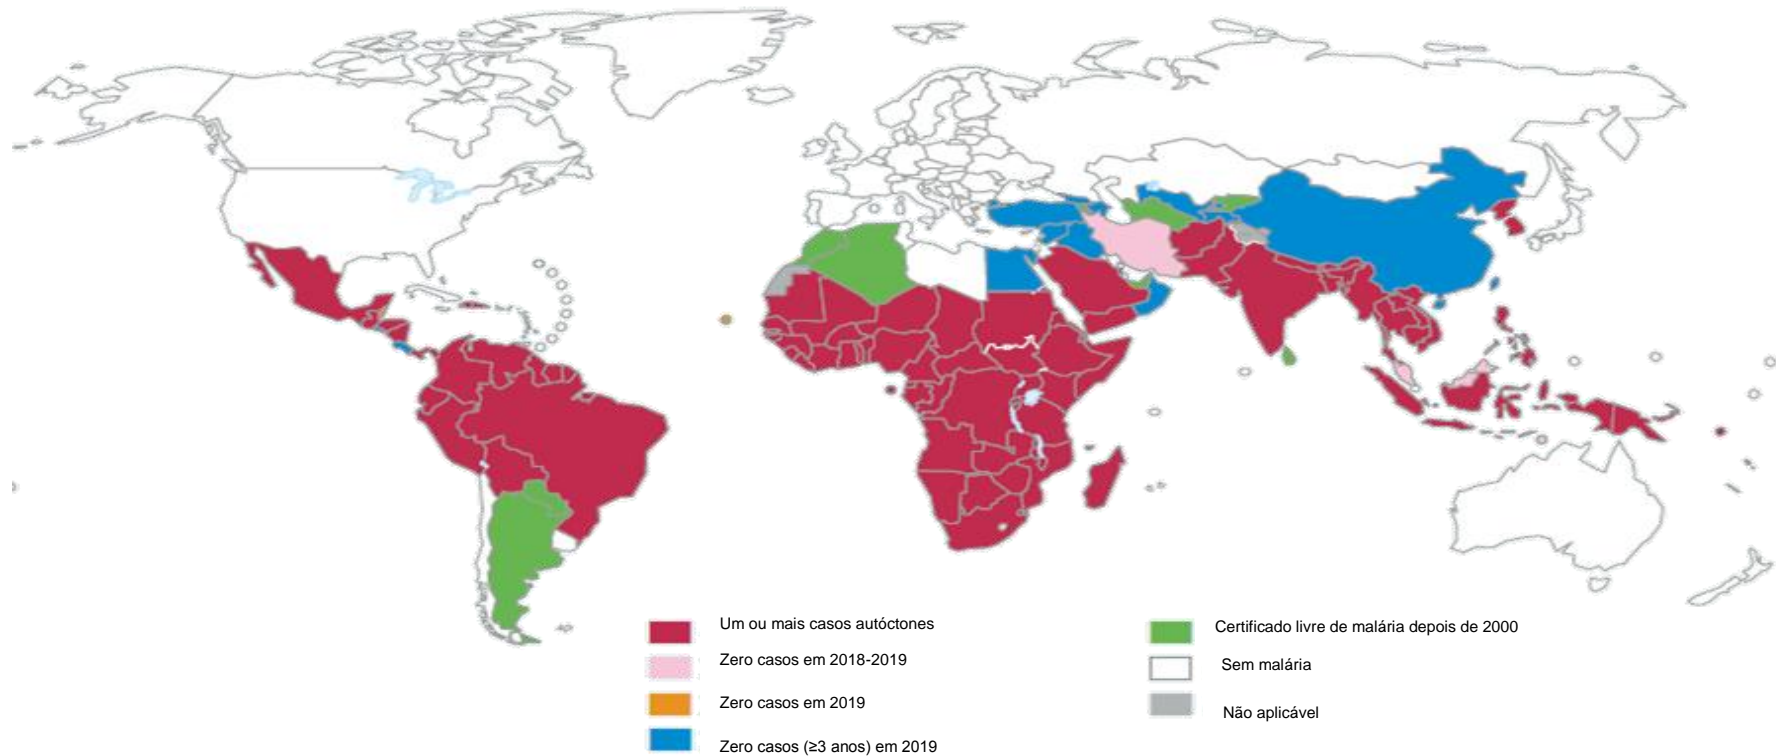 Um ou mais casos autóctones
Zero casos em 2018-2019
Zero casos em 2019
Zero casos (≥3 anos) em 2019
Certificado livre de malária depois de 2000
Sem malária
Não aplicável